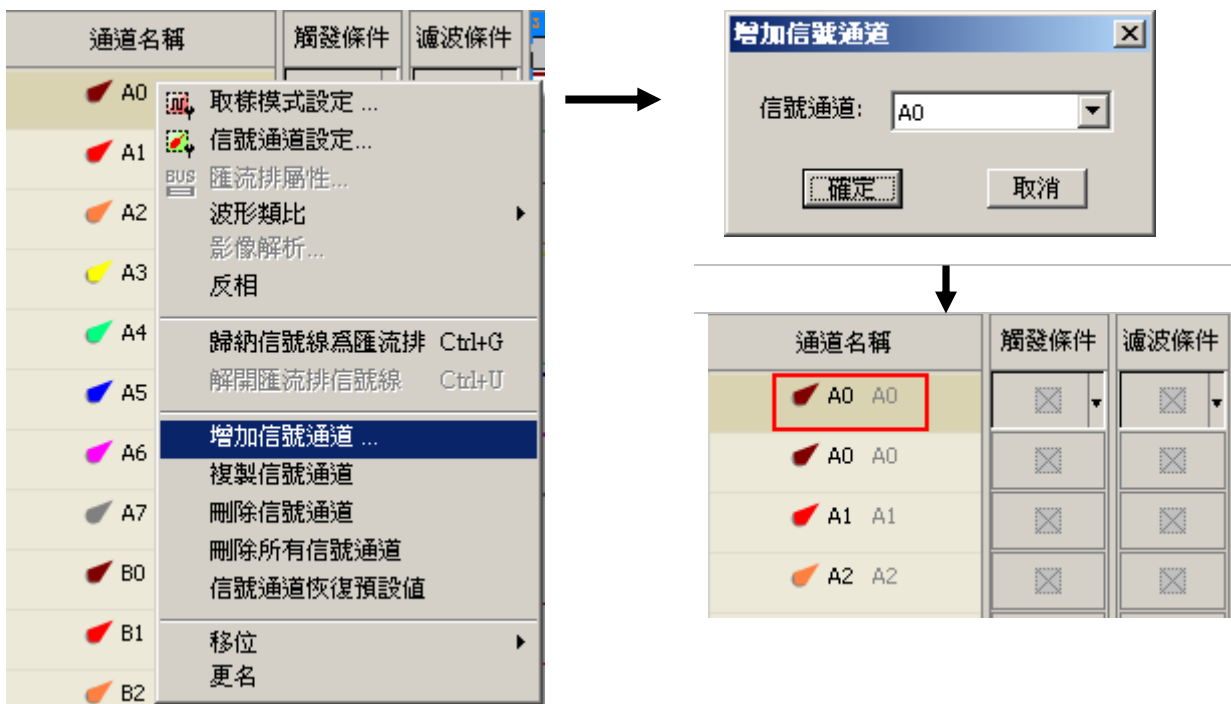 通道名稱 觸發條件 濾波條件
A0
A1
A2
A3
A4
A5
A6
A7
B0
B1
B2
取樣模式設定 ...
信號通道設定...
BUS 匯流排屬性...
波形類比
影像解析...
反相
歸納信號線爲匯流排 Ctrl+G
解開匯流排信號線 Ctrl+U
增加信號通道 ...
複製信號通道
刪除信號通道
刪除所有信號通道
信號通道恢復預設值
移位
更名
增加信號通道
信號通道: A0
確定 取消
通道名稱 觸發條件 濾波條件
A0 A0
A0 A0
A1 A1
A2 A2